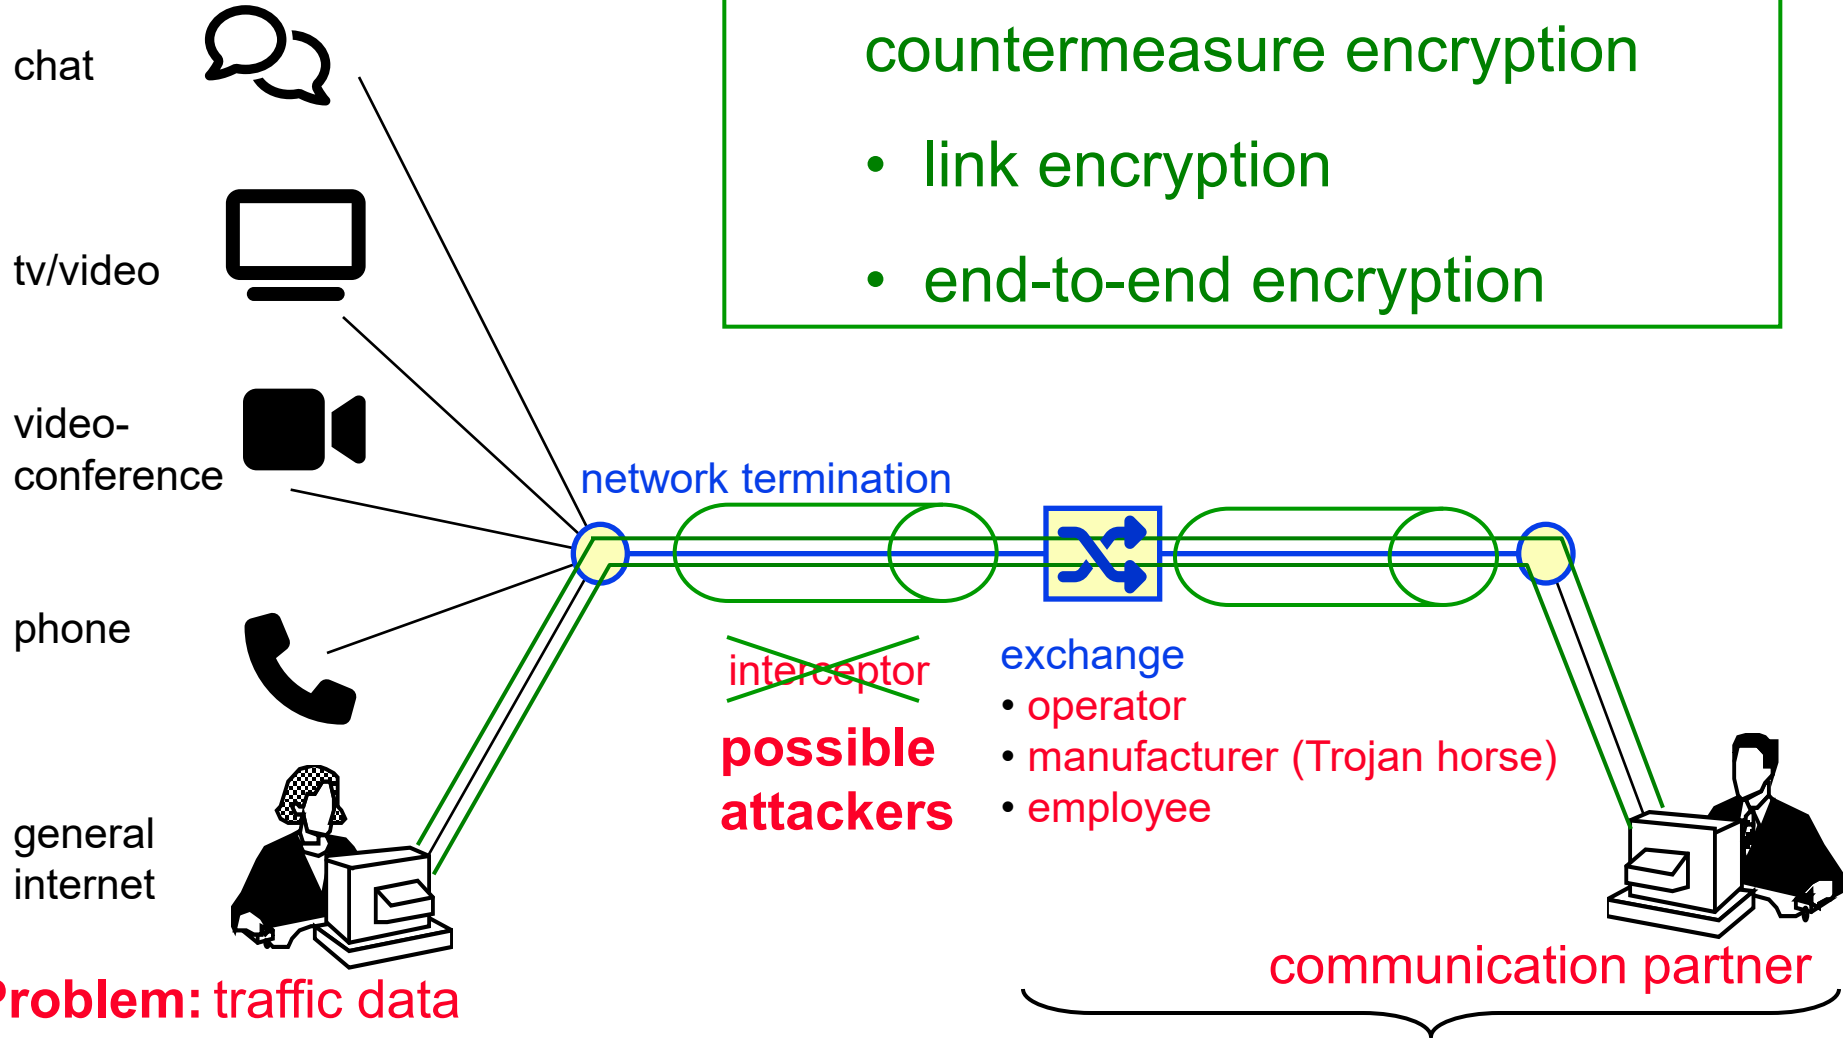 countermeasure encryption
• link encryption
• end-to-end encryption
chat
tv/video
video-
conference
phone
general
internet
network termination
interceptor
possible
attackers
exchange
• operator
• manufacturer (Trojan horse)
• employee
communication partner
Problem: traffic data